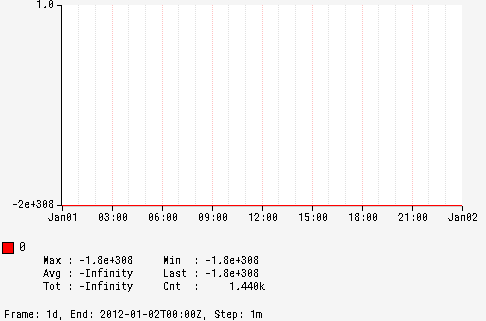 1.0
-2e+308
Jan01 03:00 06:00 09:00 12:00 15:00 18:00 21:00 Jan02
0
Max : -1.8e+308 Min : -1.8e+308
Avg : -Infinity Last : -1.8e+308
Tot : -Infinity Cnt : 1.440k
Frame: 1d, End: 2012-01-02T00:00Z, Step: 1m